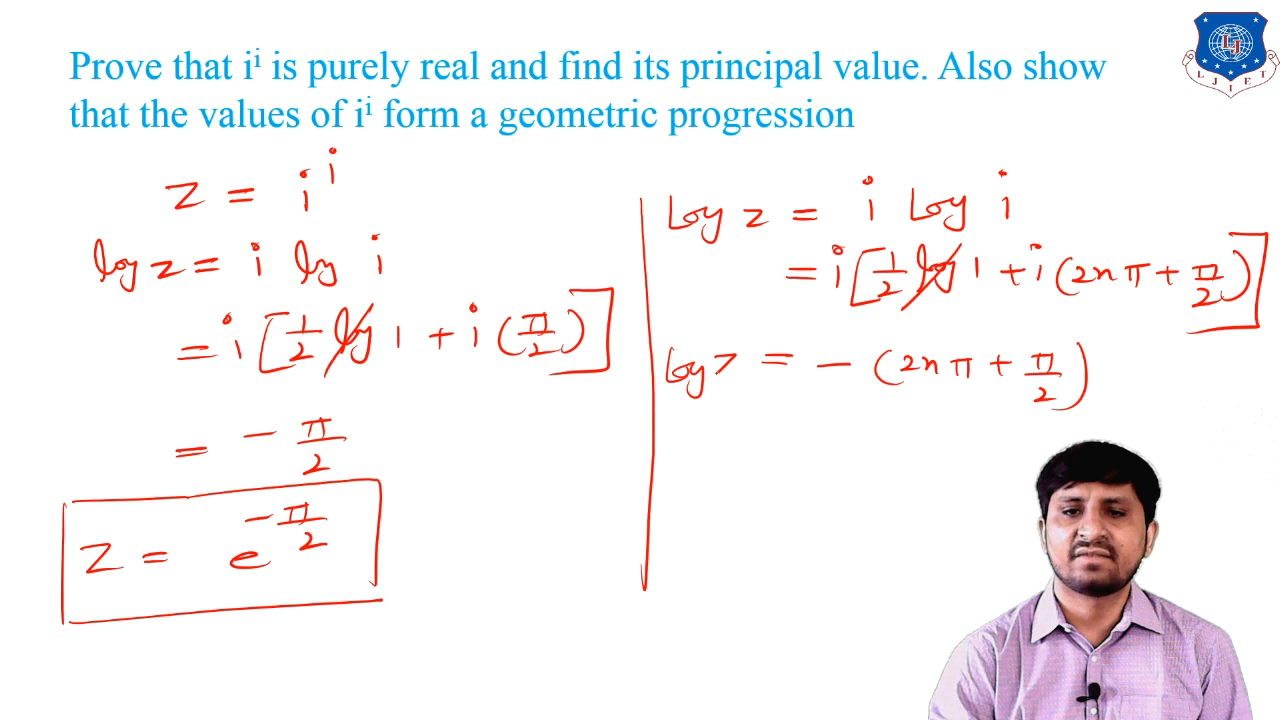 Prove that iⁱ is purely real and find its principal value. Also show
that the values of iⁱ form a geometric progression
LJIET
z = iⁱ
log z = i log i
= i [1/2 log 1 + i (π/2)]
= -π/2
z = e^(-π/2)
Log z = i Log i
= i [1/2 log 1 + i (2nπ + π/2)]
Log z = - (2nπ + π/2)